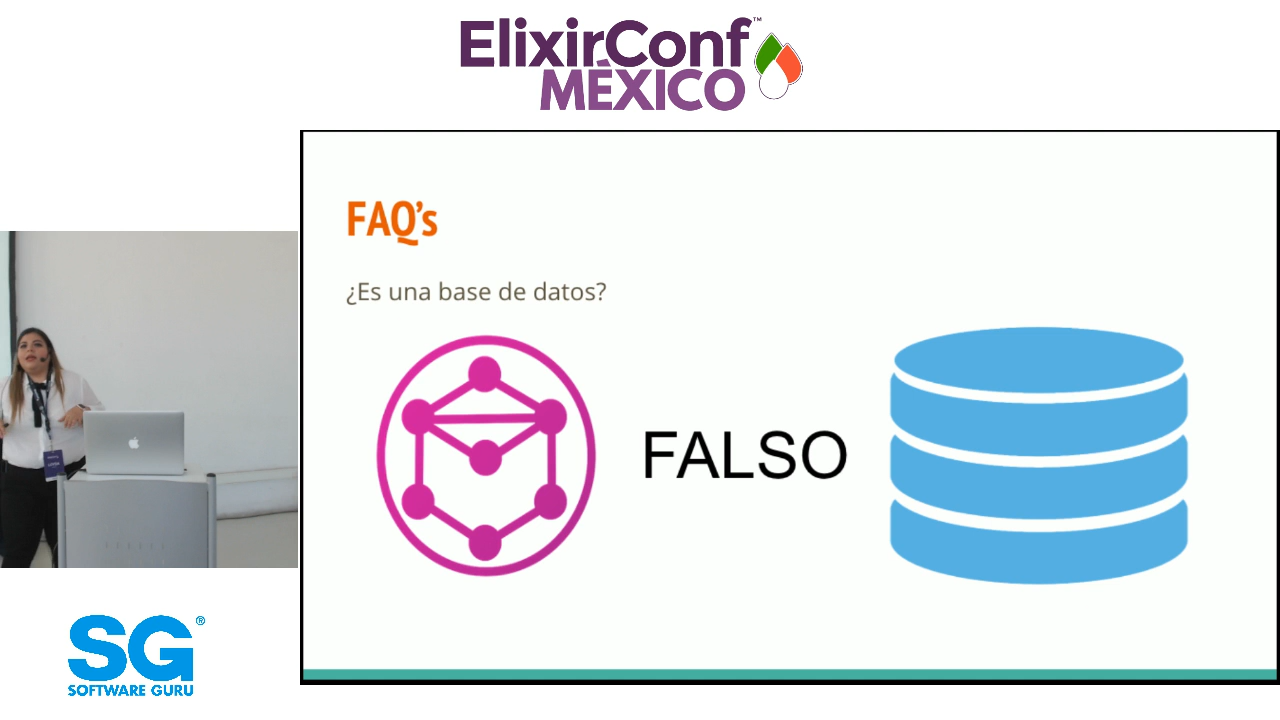 ElixirConf™
MÉXICO
FAQ's
¿Es una base de datos?
FALSO
SG®
SOFTWARE GURU